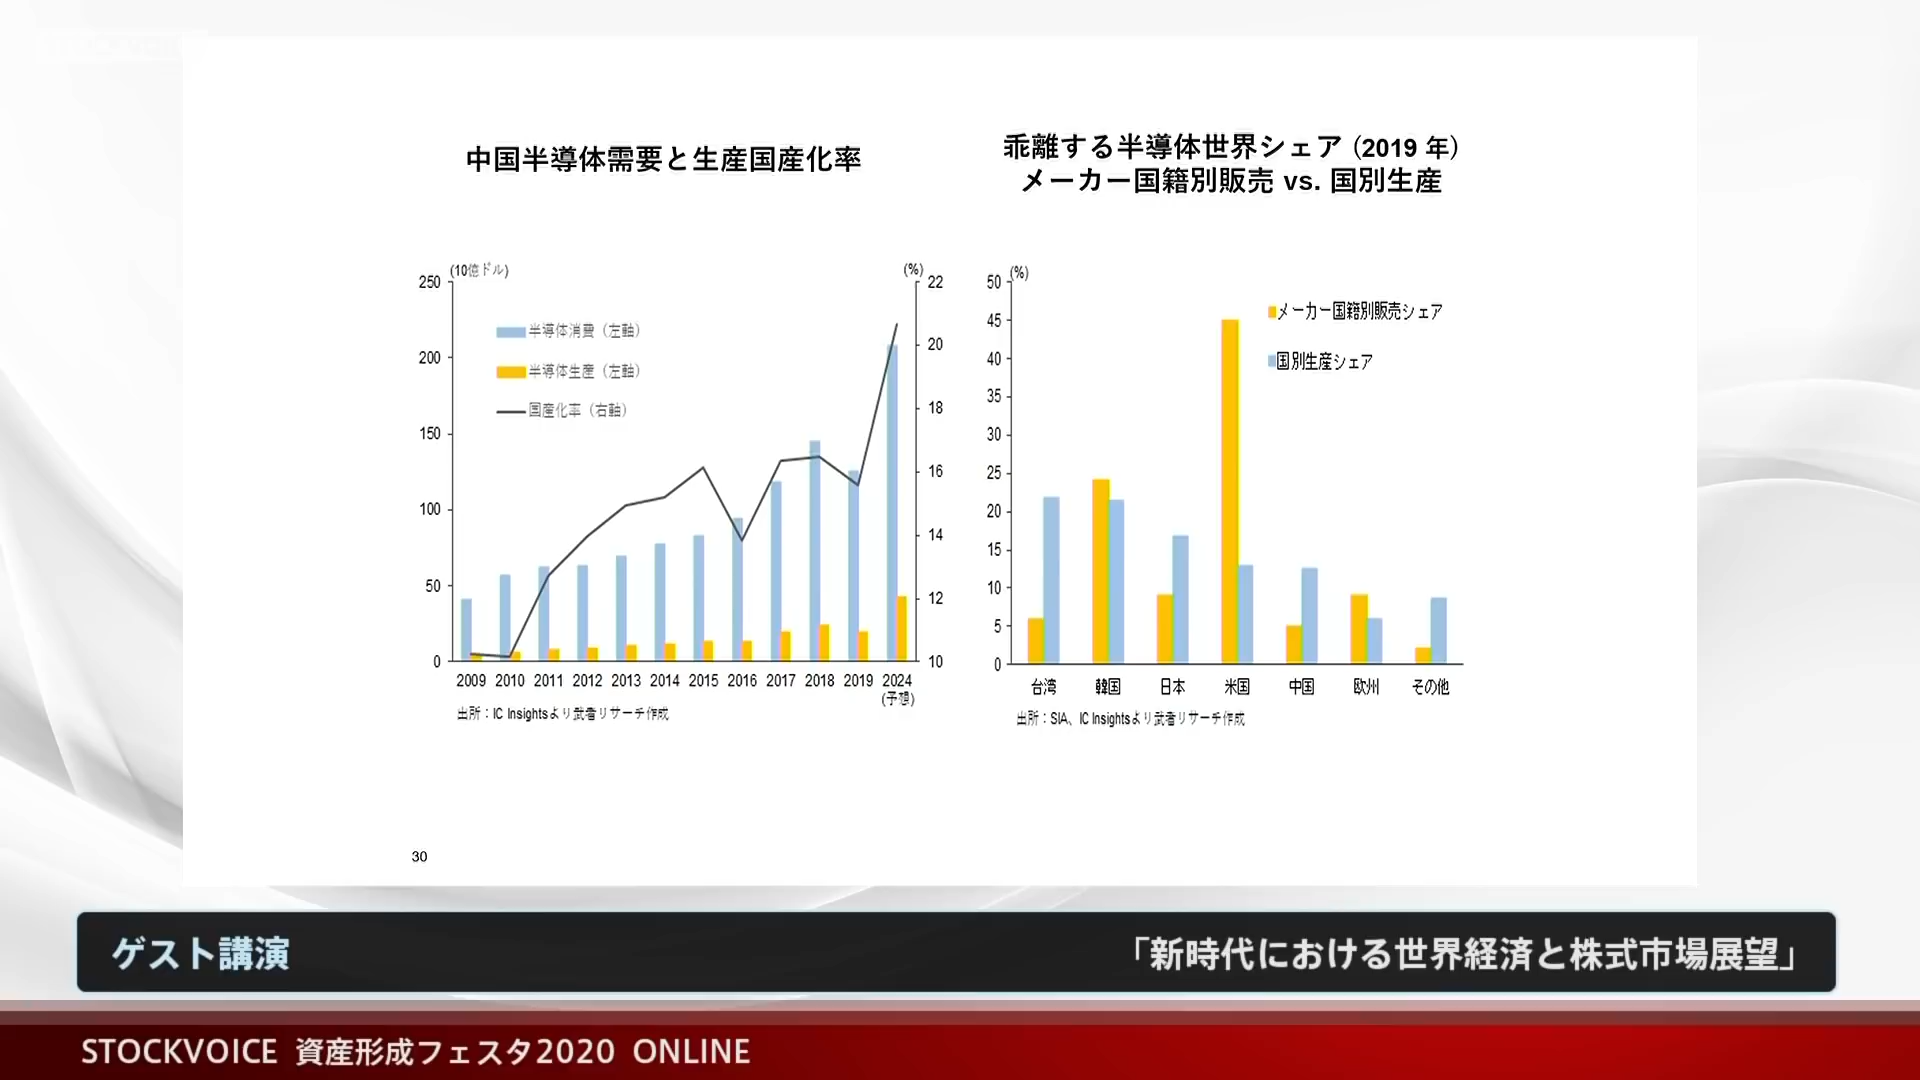 中国半導体需要と生産国産化率
(10億ドル)
(%)
250
200
150
100
50
0
22
20
18
16
14
12
10
半導体消費（左軸）
半導体生産（左軸）
国産化率（右軸）
2009 2010 2011 2012 2013 2014 2015 2016 2017 2018 2019 2024
(予想)
出所：IC Insightsより武者リサーチ作成
乖離する半導体世界シェア（2019 年）
メーカー国籍別販売 vs. 国別生産
(%)
50
45
40
35
30
25
20
15
10
5
0
メーカー国籍別販売シェア
国別生産シェア
台湾 韓国 日本 米国 中国 欧州 その他
出所：SIA、IC Insightsより武者リサーチ作成
30
ゲスト講演
「新時代における世界経済と株式市場展望」
STOCKVOICE 資産形成フェスタ2020 ONLINE